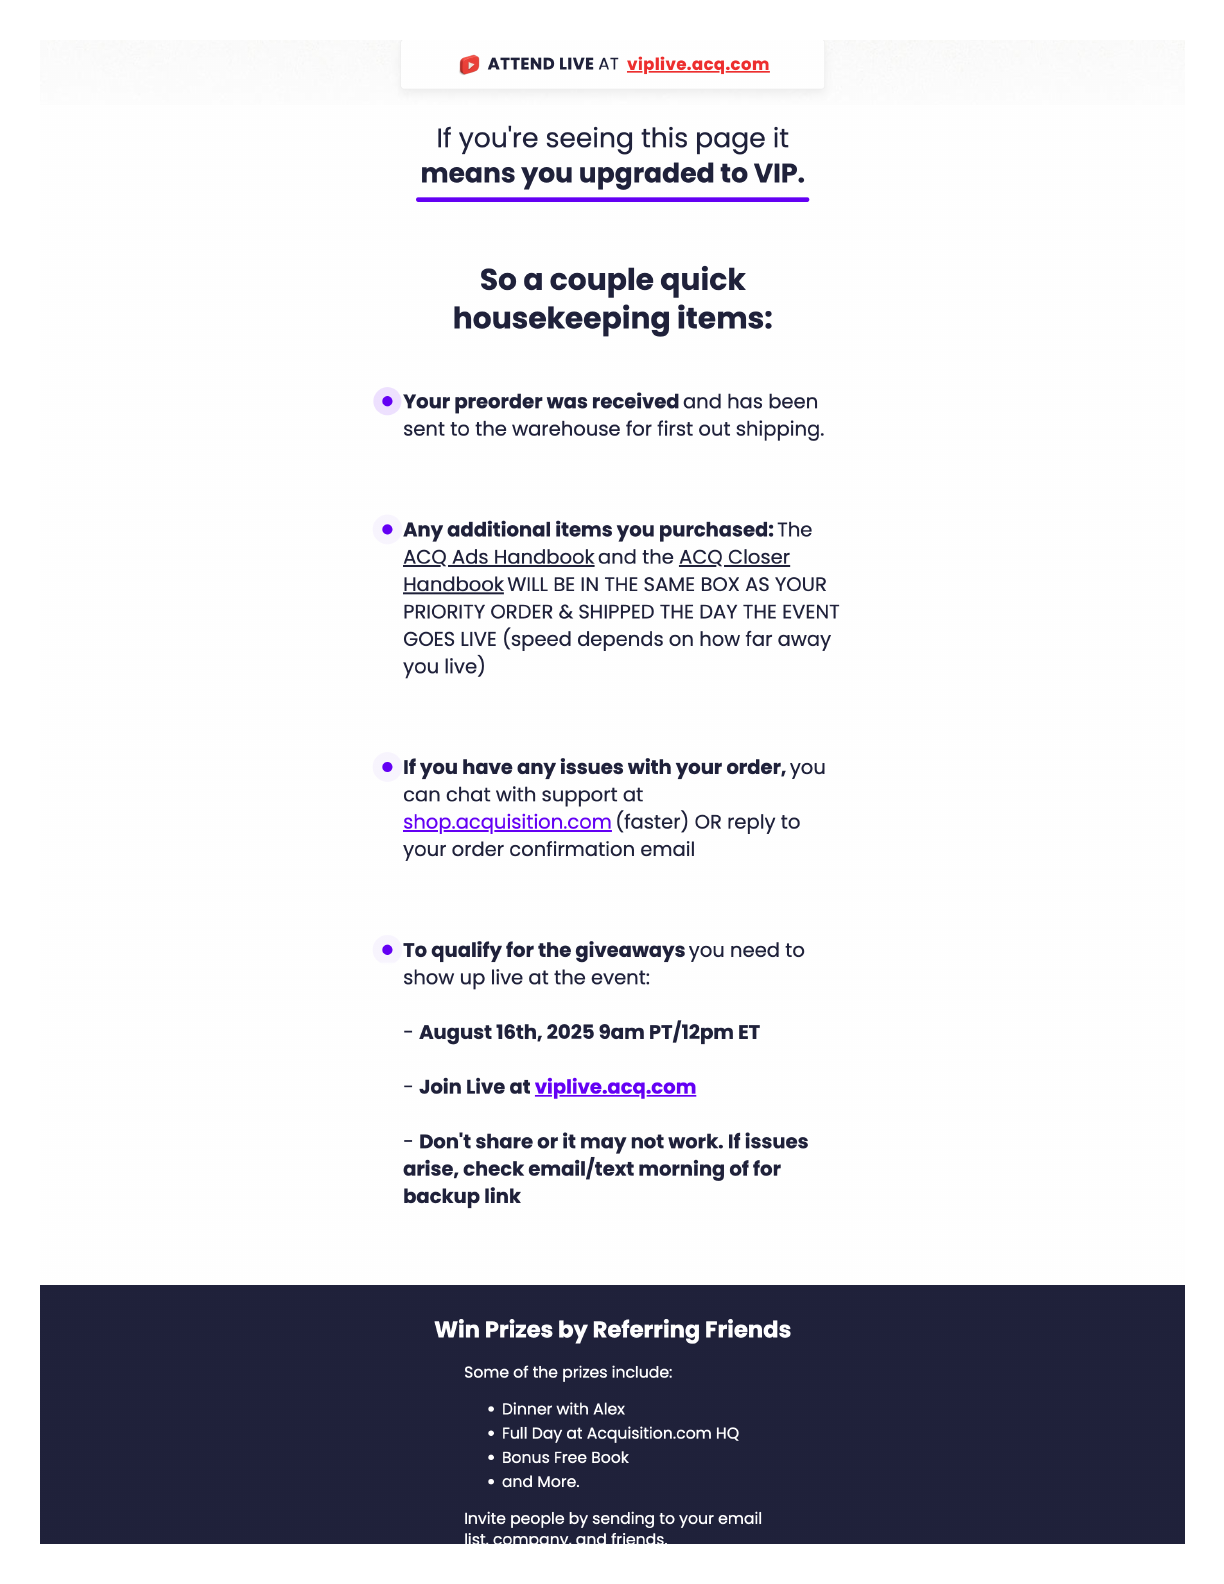 ATTEND LIVE AT viplive.acq.com
If you're seeing this page it
means you upgraded to VIP.
So a couple quick
housekeeping items:
Your preorder was received and has been
sent to the warehouse for first out shipping.
Any additional items you purchased: The
ACQ Ads Handbook and the ACQ Closer
Handbook WILL BE IN THE SAME BOX AS YOUR
PRIORITY ORDER & SHIPPED THE DAY THE EVENT
GOES LIVE (speed depends on how far away
you live)
If you have any issues with your order, you
can chat with support at
shop.acquisition.com (faster) OR reply to
your order confirmation email
To qualify for the giveaways you need to
show up live at the event:
- August 16th, 2025 9am PT/12pm ET
- Join Live at viplive.acq.com
- Don't share or it may not work. If issues
arise, check email/text morning of for
backup link
Win Prizes by Referring Friends
Some of the prizes include:
• Dinner with Alex
• Full Day at Acquisition.com HQ
• Bonus Free Book
• and More.
Invite people by sending to your email
list, company, and friends.